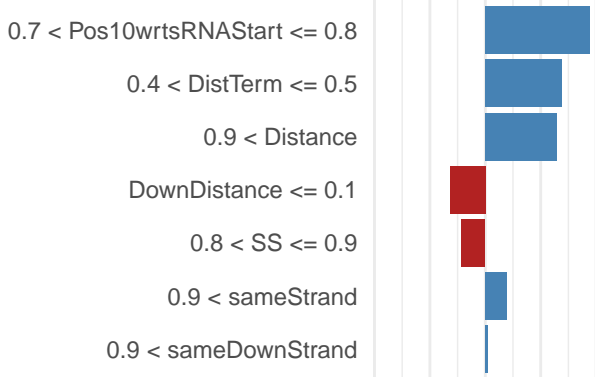 0.7 < Pos10wrtsRNAStart <= 0.8
0.4 < DistTerm <= 0.5
0.9 < Distance
DownDistance <= 0.1
0.8 < SS <= 0.9
0.9 < sameStrand
0.9 < sameDownStrand